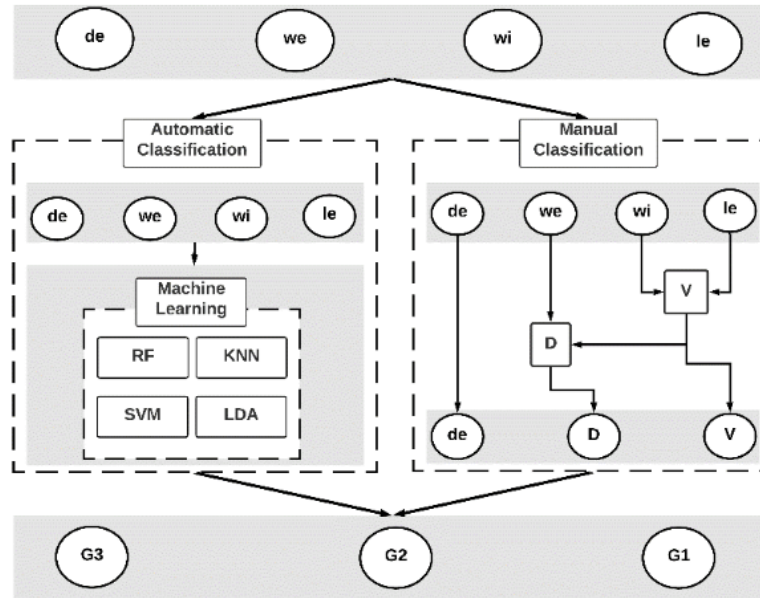 de we wi le
Automatic
Classification
Manual
Classification
de we wi le
de we wi le
Machine
Learning
RF KNN
SVM LDA
V
D
de D V
G3 G2 G1